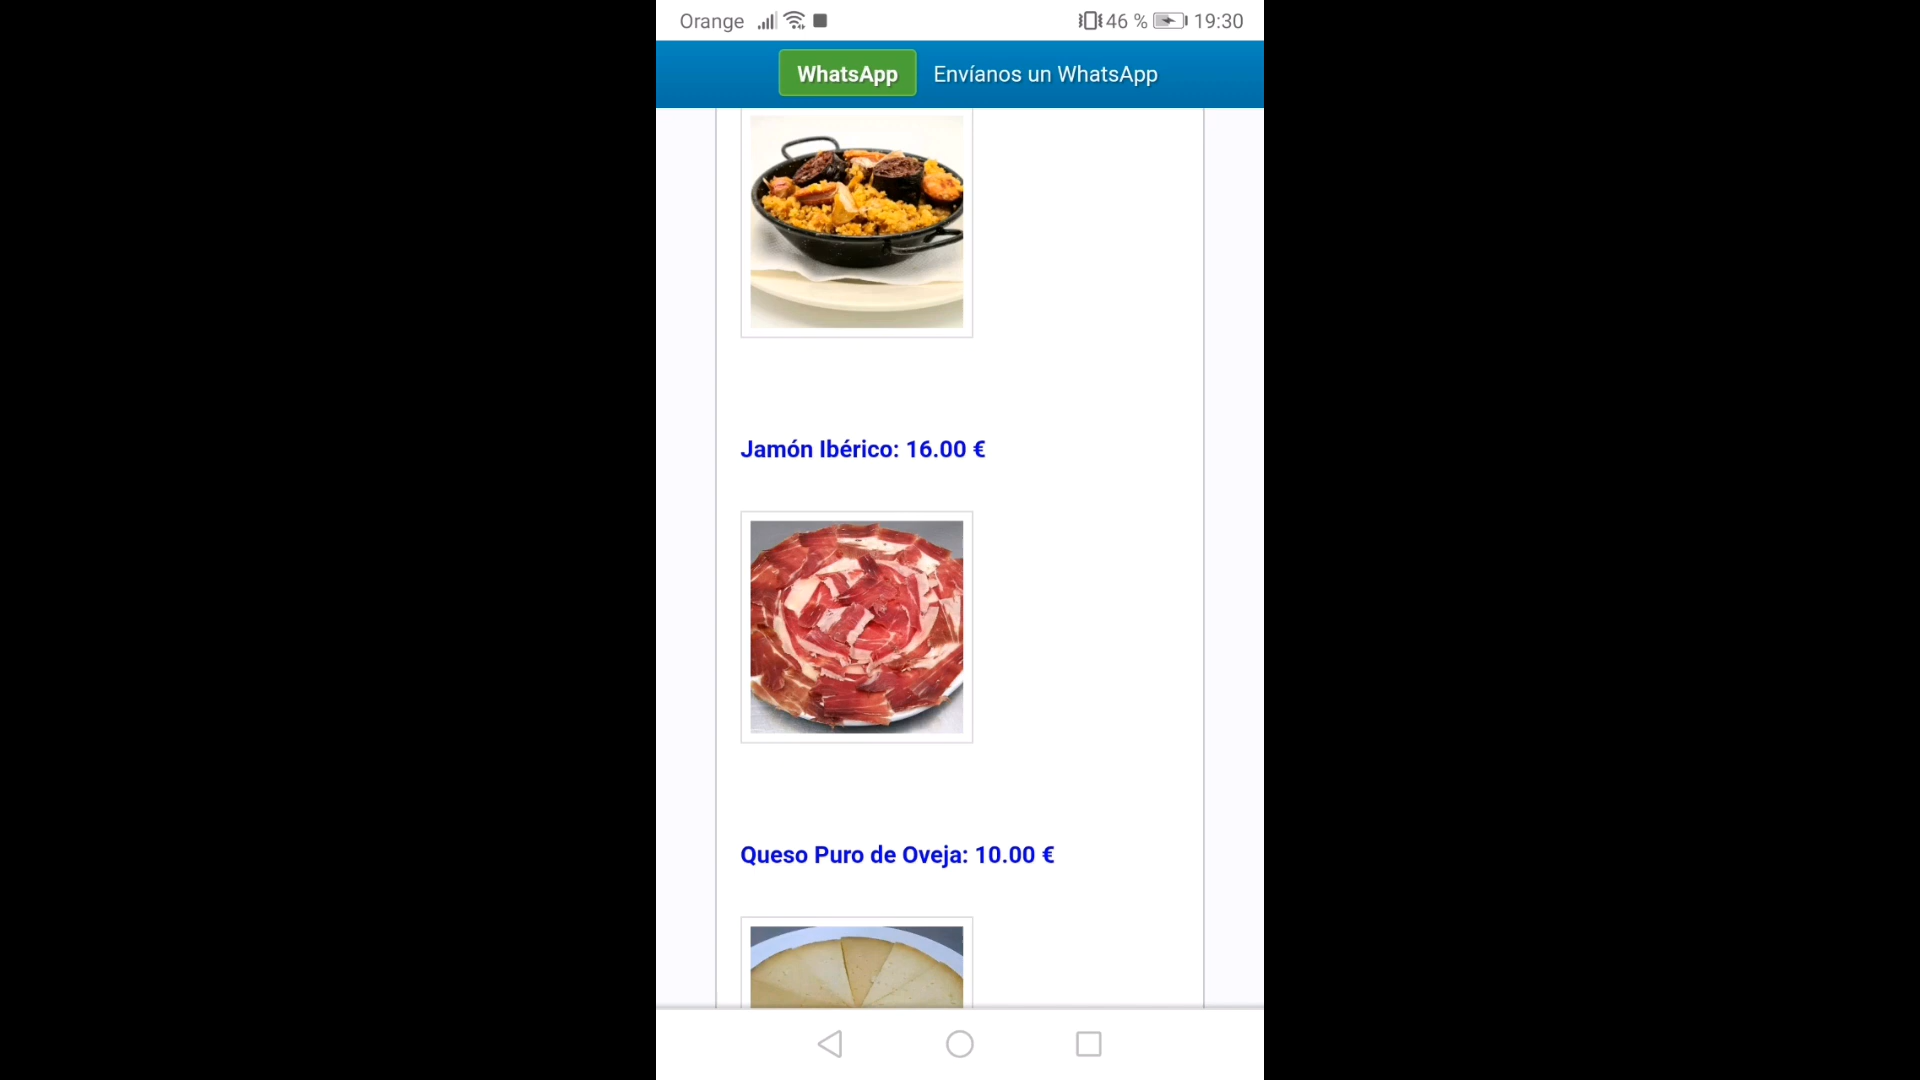 Orange 46 % 19:30
WhatsApp Envíanos un WhatsApp
Jamón Ibérico: 16.00 €
Queso Puro de Oveja: 10.00 €